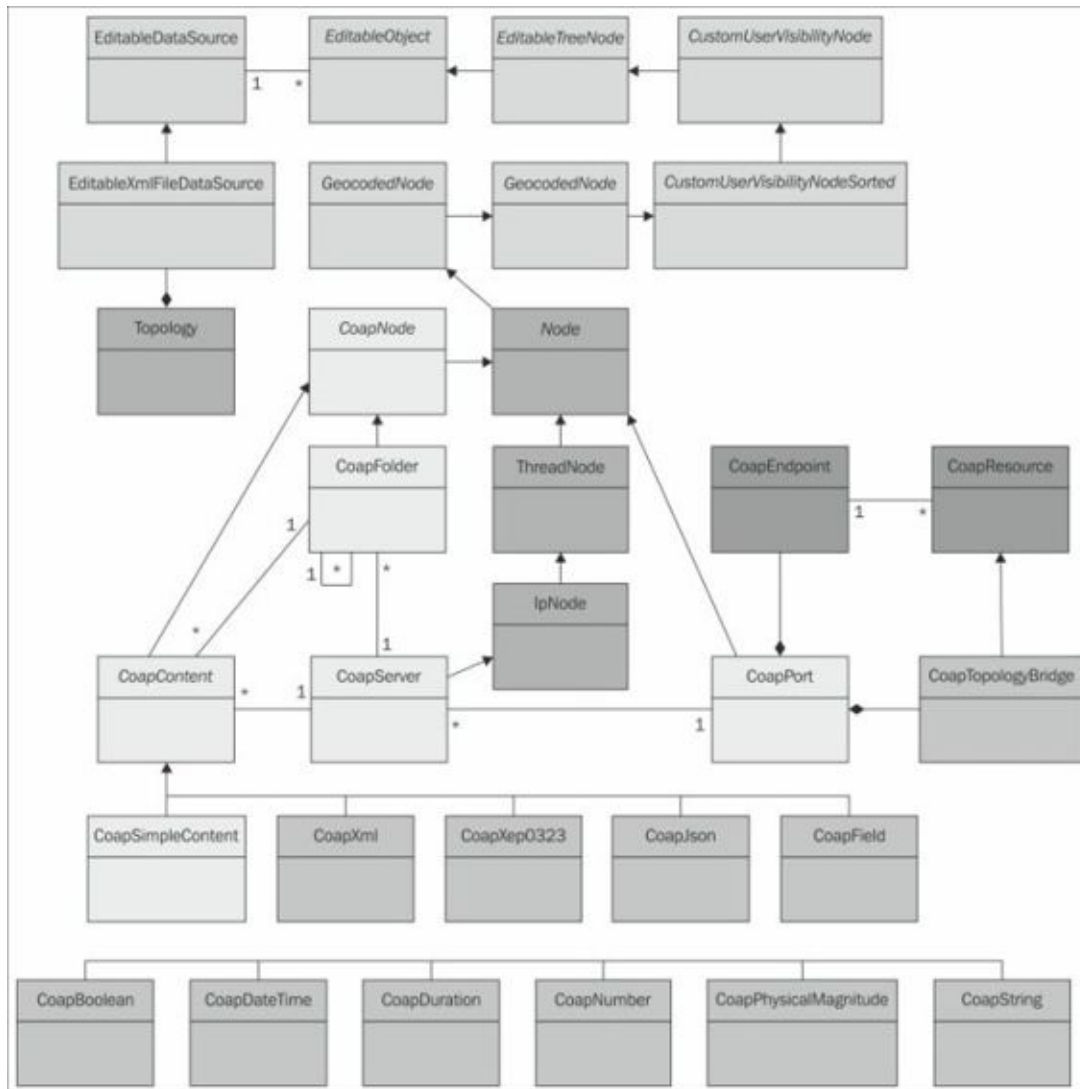 EditableDataSource
EditableObject
EditableTreeNode
CustomUserVisibilityNode
1
*
EditableXmlFileDataSource
GeocodedNode
GeocodedNode
CustomUserVisibilityNodeSorted
Topology
CoapNode
Node
CoapFolder
ThreadNode
CoapEndpoint
CoapResource
1
*
1
1
*
*
IpNode
*
1
CoapContent
CoapServer
CoapPort
CoapTopologyBridge
*
1
*
1
CoapSimpleContent
CoapXml
CoapXep0323
CoapJson
CoapField
CoapBoolean
CoapDateTime
CoapDuration
CoapNumber
CoapPhysicalMagnitude
CoapString